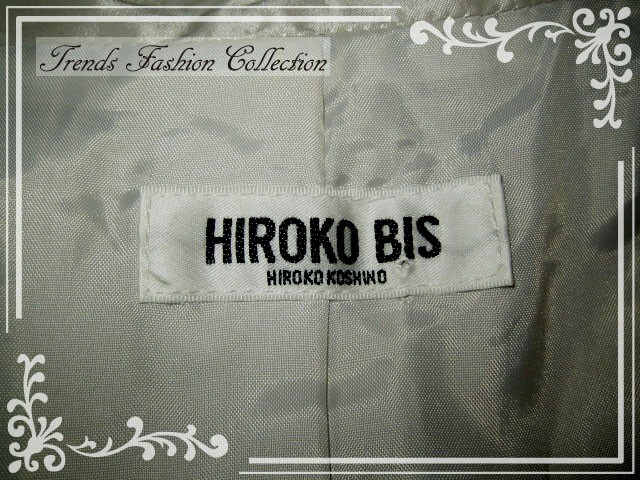 Trends Fashion Collection
HIROKO BIS
HIROKO KOSHINO